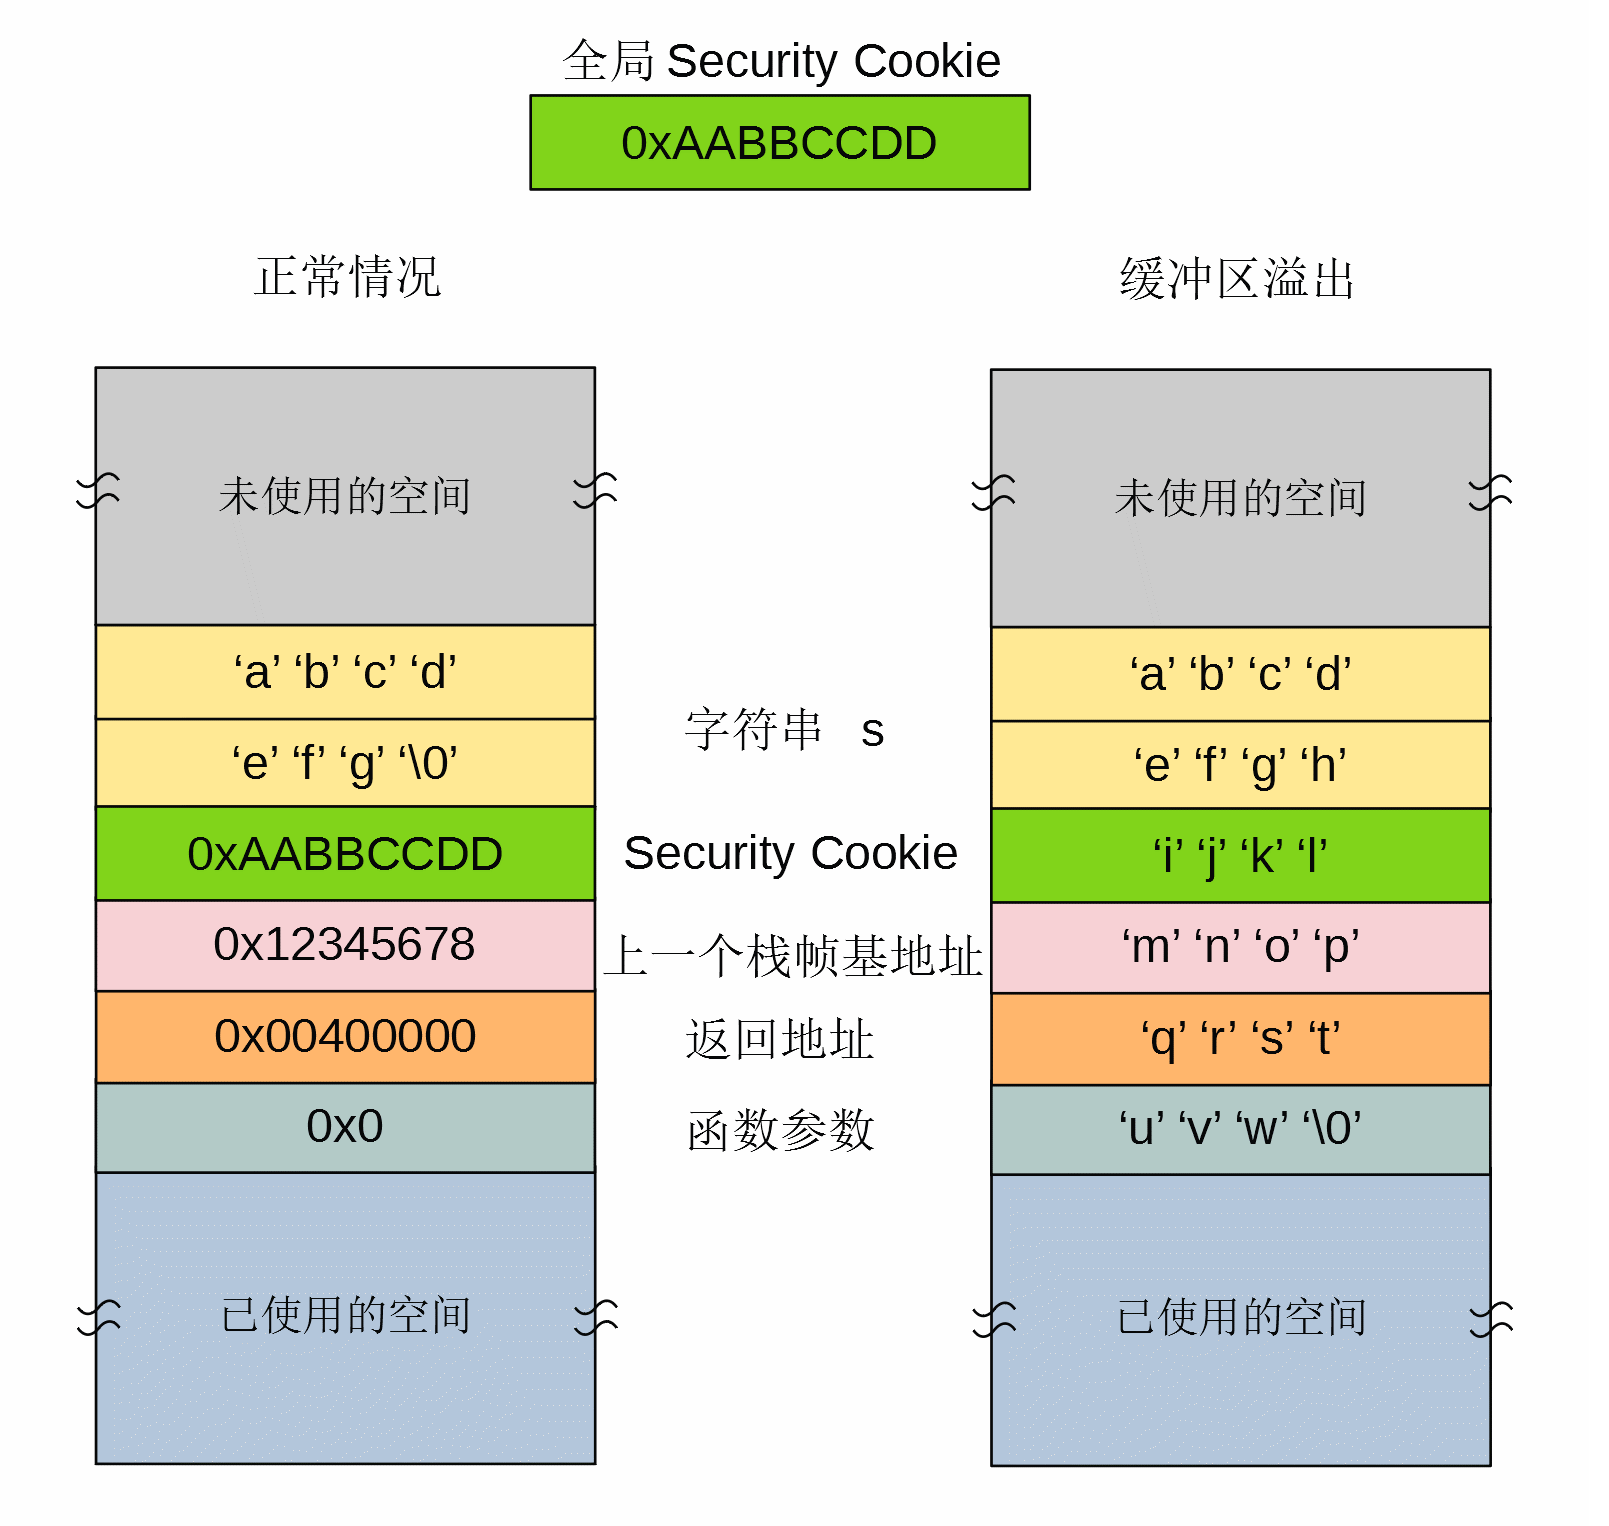 全局 Security Cookie
0xAABBCCDD
正常情况
缓冲区溢出
未使用的空间
未使用的空间
‘a’ ‘b’ ‘c’ ‘d’
‘a’ ‘b’ ‘c’ ‘d’
字符串 s
‘e’ ‘f’ ‘g’ ‘\0’
‘e’ ‘f’ ‘g’ ‘h’
0xAABBCCDD
Security Cookie
‘i’ ‘j’ ‘k’ ‘l’
0x12345678
上一个栈帧基地址
‘m’ ‘n’ ‘o’ ‘p’
0x00400000
返回地址
‘q’ ‘r’ ‘s’ ‘t’
0x0
函数参数
‘u’ ‘v’ ‘w’ ‘\0’
已使用的空间
已使用的空间